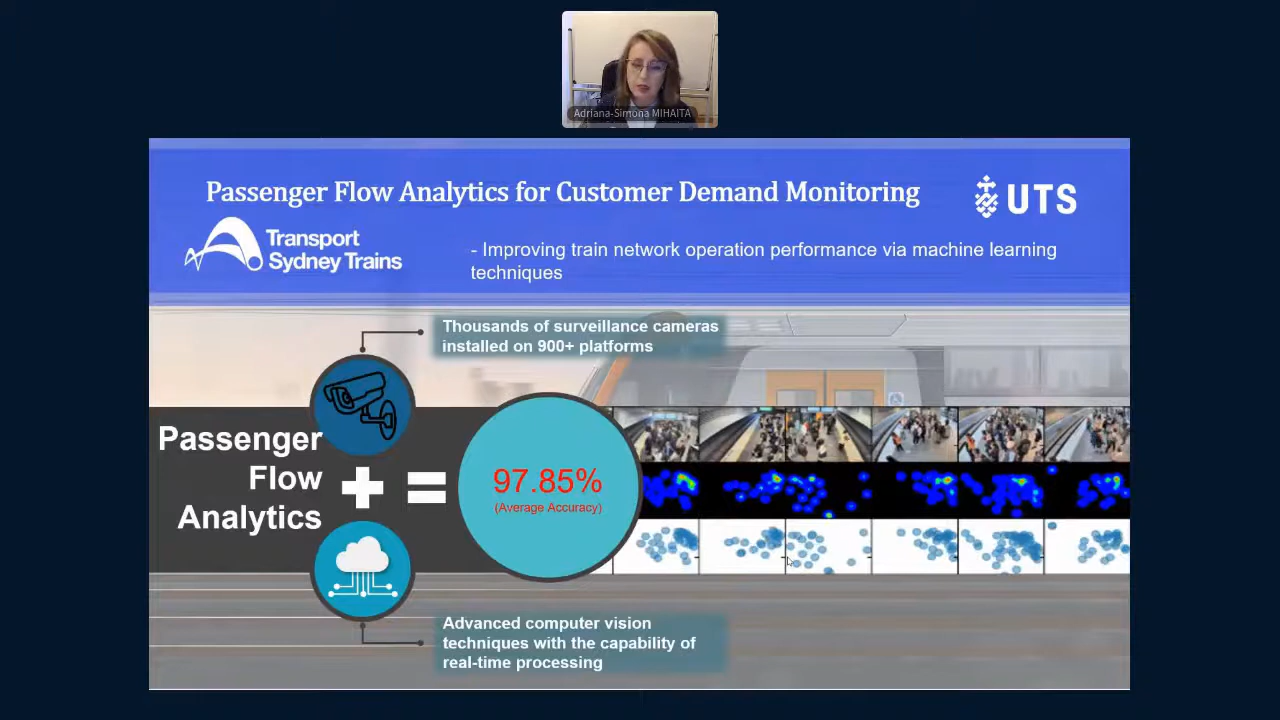 Adriana-Simona MIHAITA
Passenger Flow Analytics for Customer Demand Monitoring
UTS
Transport
Sydney Trains
- Improving train network operation performance via machine learning
techniques
Thousands of surveillance cameras
installed on 900+ platforms
Passenger
Flow
Analytics
97.85%
(Average Accuracy)
Advanced computer vision
techniques with the capability of
real-time processing